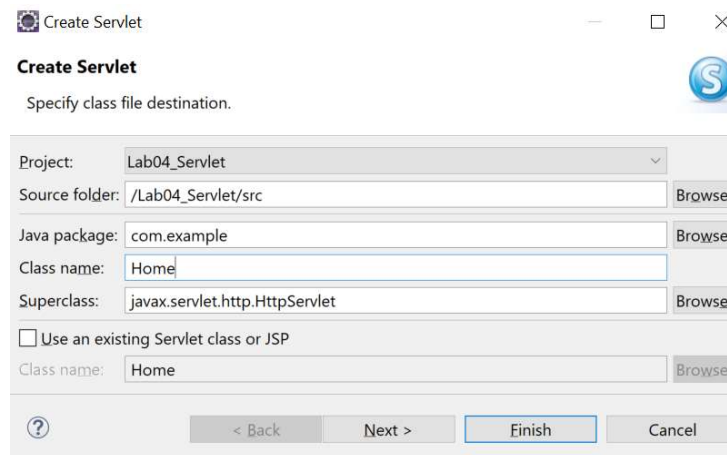 Create Servlet
Create Servlet
Specify class file destination.
S
Project: Lab04_Servlet
Source folder: /Lab04_Servlet/src Browse
Java package: com.example Browse
Class name: Home
Superclass: javax.servlet.http.HttpServlet Browse
Use an existing Servlet class or JSP
Class name: Home Browse
? < Back Next > Finish Cancel